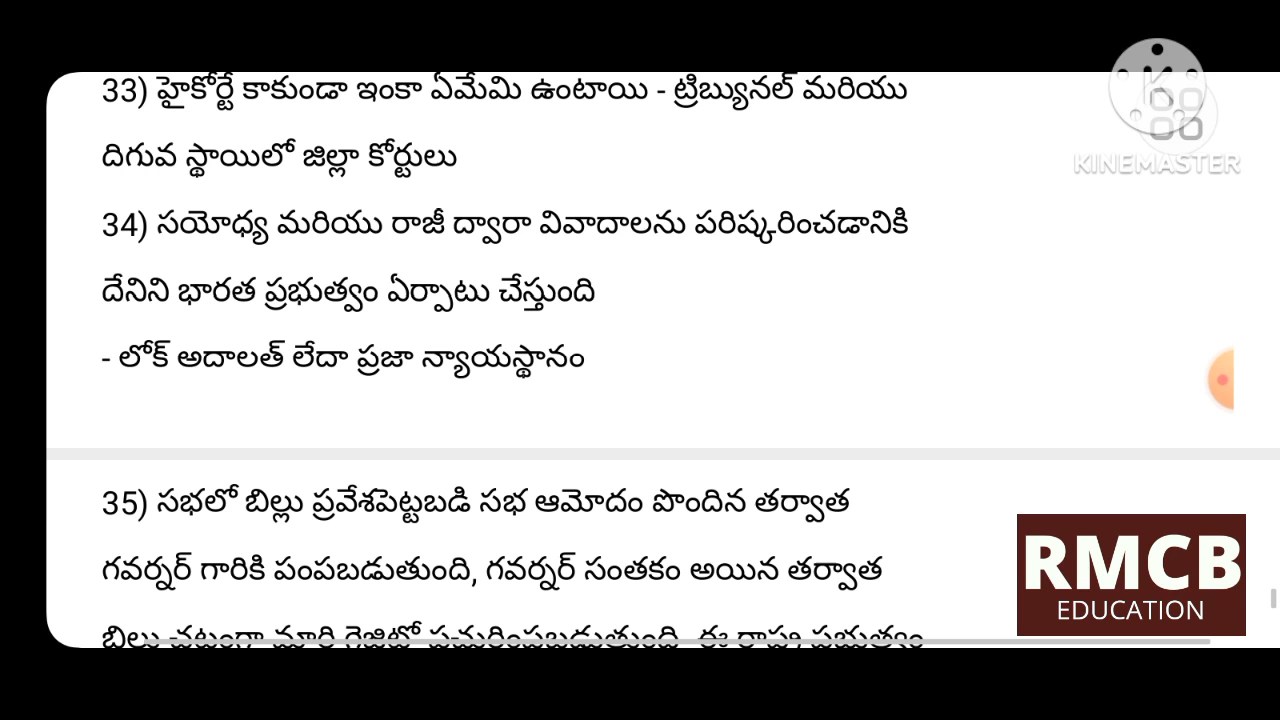 33) హైకోర్టే కాకుండా ఇంకా ఏమేమి ఉంటాయి - ట్రిబ్యునల్ మరియు
దిగువ స్థాయిలో జిల్లా కోర్టులు
34) సయోధ్య మరియు రాజీ ద్వారా వివాదాలను పరిష్కరించడానికి
దేనిని భారత ప్రభుత్వం ఏర్పాటు చేస్తుంది
- లోక్ అదాలత్ లేదా ప్రజా న్యాయస్థానం
35) సభలో బిల్లు ప్రవేశపెట్టబడి సభ ఆమోదం పొందిన తర్వాత
గవర్నర్ గారికి పంపబడుతుంది, గవర్నర్ సంతకం అయిన తర్వాత
KINEMASTER
RMCB
EDUCATION